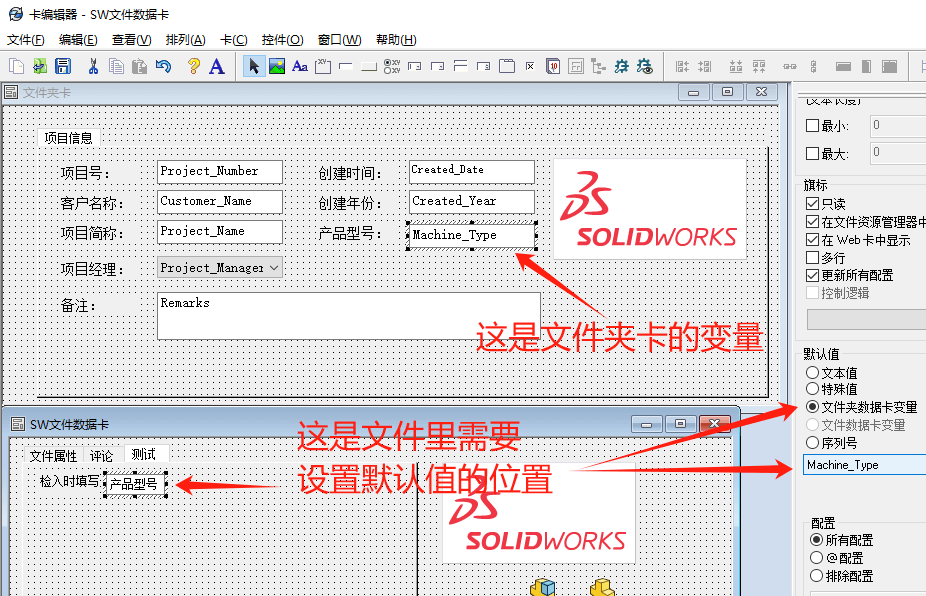 卡编辑器 - SW文件数据卡
文件(F) 编辑(E) 查看(V) 排列(A) 卡(C) 控件(O) 窗口(W) 帮助(H)
文件夹卡
项目信息
项目号： Project_Number 创建时间： Created_Date
客户名称： Customer_Name 创建年份： Created_Year
项目简称： Project_Name 产品型号： Machine_Type
项目经理： Project_Manager
备注： Remarks
SOLIDWORKS
这是文件夹卡的变量
SW文件数据卡
文件属性 评论 测试
检入时填写 产品型号
这是文件里需要
设置默认值的位置
SOLIDWORKS
(文本长度)
最小: 0
最大: 0
旗标
只读
在文件资源管理器中
在 Web 卡中显示
多行
更新所有配置
控制逻辑
默认值
文本值
特殊值
文件夹数据卡变量
文件数据卡变量
序列号
Machine_Type
配置
所有配置
@配置
排除配置